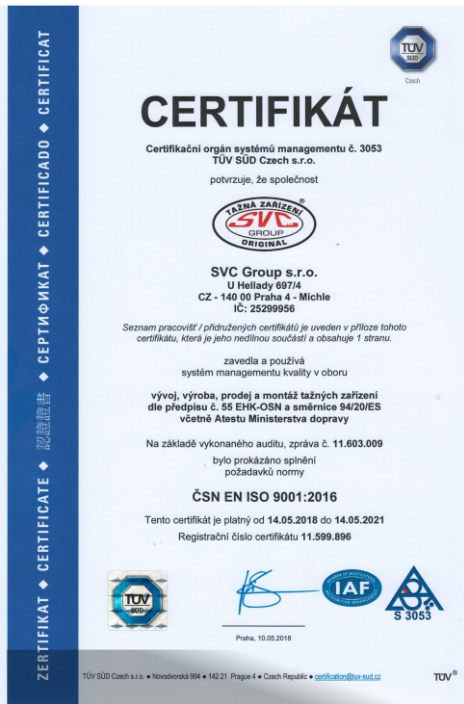 TÜV
SÜD
Czech
CERTIFIKÁT
Certifikační orgán systémů managementu č. 3053
TÜV SÜD Czech s.r.o.
potvrzuje, že společnost
TAŽNÁ ZAŘÍZENÍ
®
SVC
GROUP
ORIGINAL
SVC Group s.r.o.
U Hellady 697/4
CZ - 140 00 Praha 4 - Michle
IČ: 25299956
Seznam pracovišť / přidružených certifikátů je uveden v příloze tohoto
certifikátu, která je jeho nedílnou součástí a obsahuje 1 stranu.
zavedla a používá
systém managementu kvality v oboru
vývoj, výroba, prodej a montáž tažných zařízení
dle předpisu č. 55 EHK-OSN a směrnice 94/20/ES
včetně Atestu Ministerstva dopravy
Na základě vykonaného auditu, zpráva č. 11.603.009
bylo prokázáno splnění
požadavků normy
ČSN EN ISO 9001:2016
Tento certifikát je platný od 14.05.2018 do 14.05.2021
Registrační číslo certifikátu 11.599.896
TÜV
SÜD
IAF
S 3053
Praha, 10.05.2018
TÜV SÜD Czech s.r.o. ● Novodvorská 994 ● 142 21 Prague 4 ● Czech Republic ● certification@tuv-sud.cz
TÜV®
ZERTIFIKAT ◆ CERTIFICATE ◆ 認證證書 ◆ СЕРТИФИКАТ ◆ CERTIFICADO ◆ CERTIFICAT